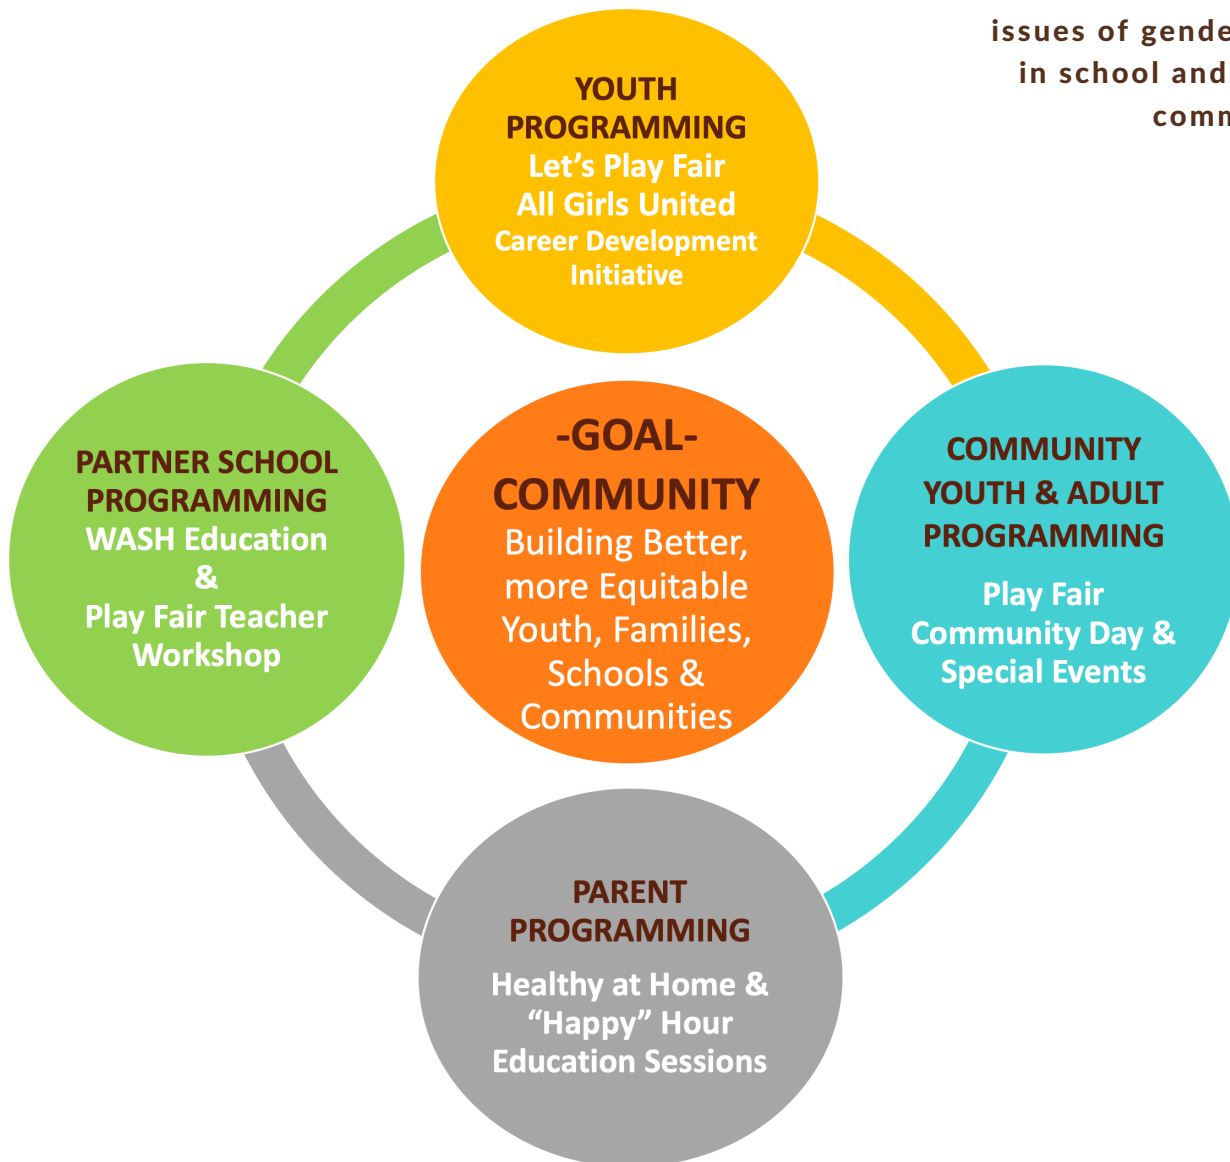 issues of gende
in school and
comm
YOUTH
PROGRAMMING
Let’s Play Fair
All Girls United
Career Development
Initiative
PARTNER SCHOOL
PROGRAMMING
WASH Education
&
Play Fair Teacher
Workshop
-GOAL-
COMMUNITY
Building Better,
more Equitable
Youth, Families,
Schools &
Communities
COMMUNITY
YOUTH & ADULT
PROGRAMMING
Play Fair
Community Day &
Special Events
PARENT
PROGRAMMING
Healthy at Home &
“Happy” Hour
Education Sessions